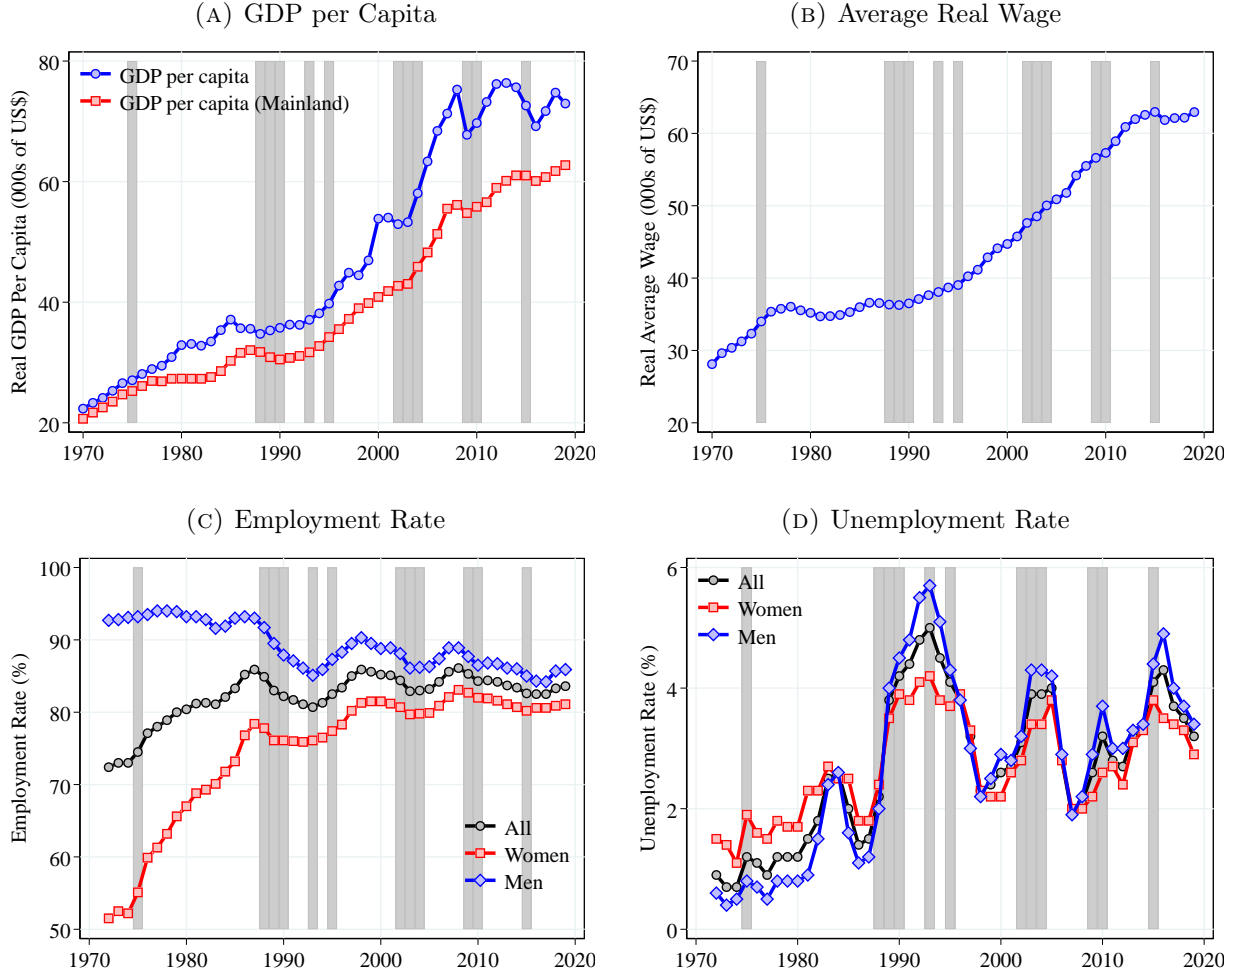 (A) GDP per Capita
Real GDP Per Capita (000s of US$)
80
60
40
20
GDP per capita
GDP per capita (Mainland)
1970 1980 1990 2000 2010 2020
(B) Average Real Wage
Real Average Wage (000s of US$)
70
60
50
40
30
20
1970 1980 1990 2000 2010 2020
(C) Employment Rate
Employment Rate (%)
100
90
80
70
60
50
All
Women
Men
1970 1980 1990 2000 2010 2020
(D) Unemployment Rate
Unenployment Rate (%)
6
4
2
0
All
Women
Men
1970 1980 1990 2000 2010 2020